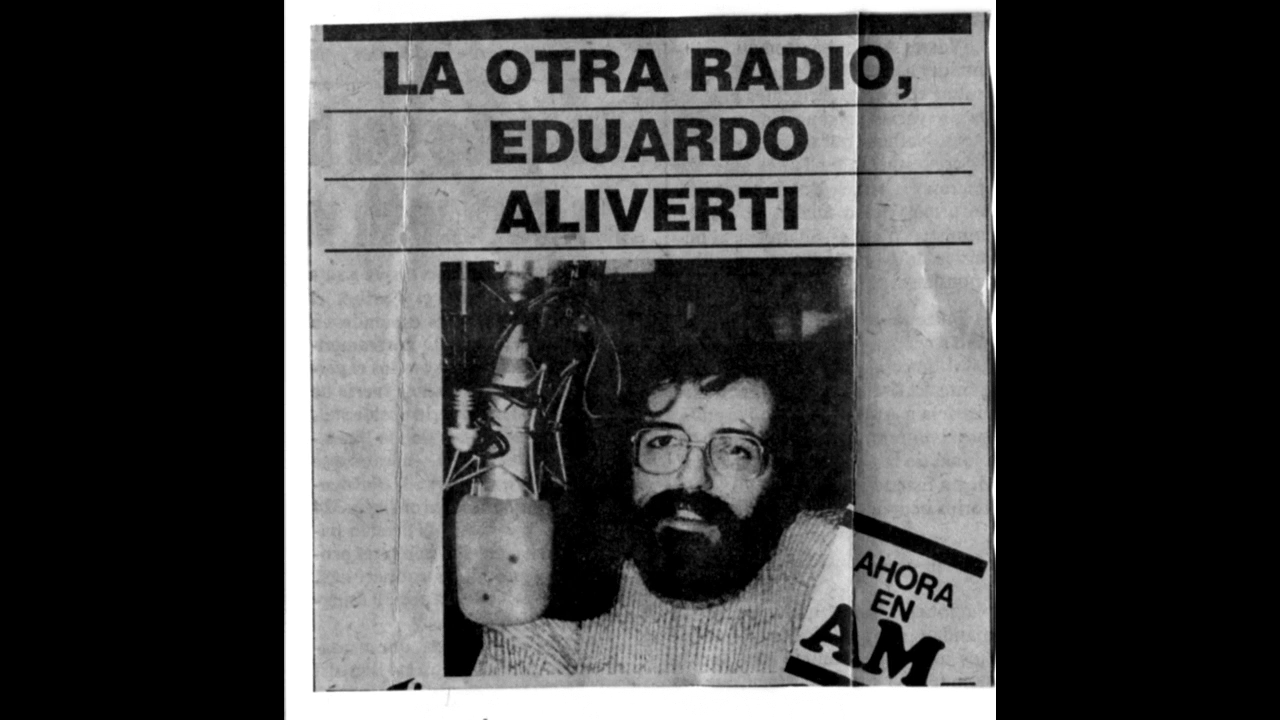 LA OTRA RADIO,
EDUARDO
ALIVERTI
AHORA
EN
AM